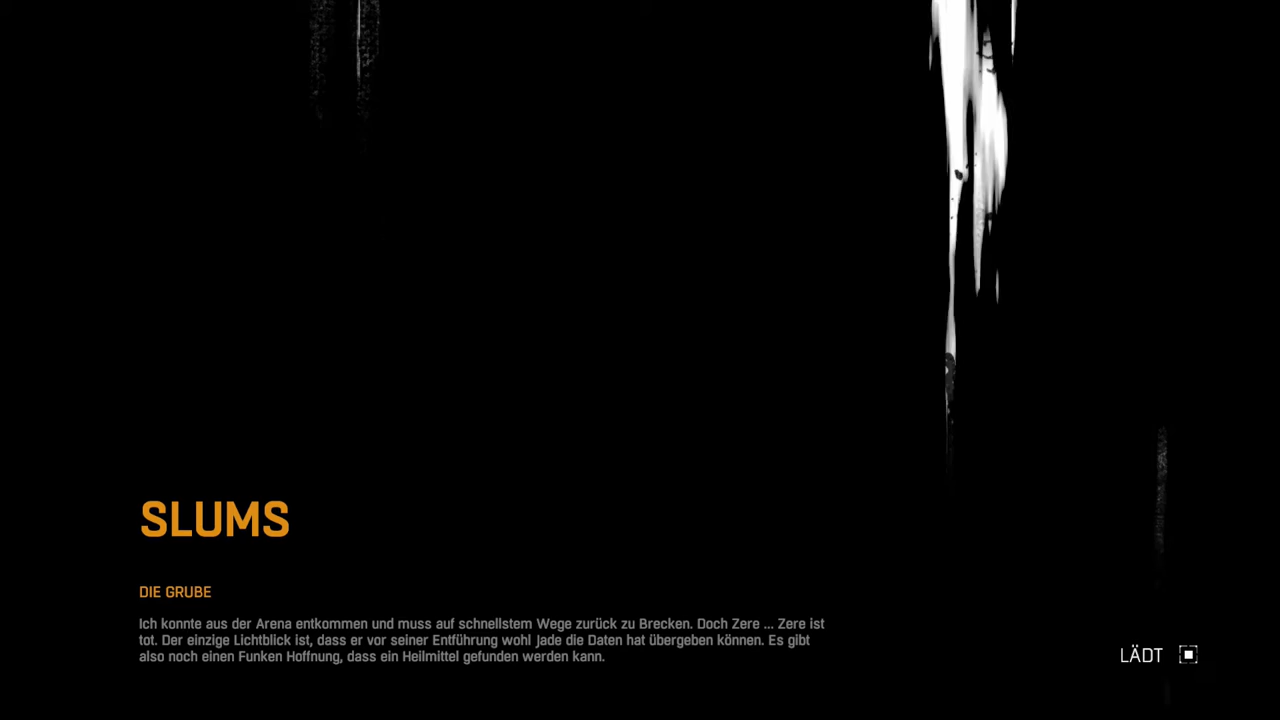 SLUMS
DIE GRUBE
Ich konnte aus der Arena entkommen und muss auf schnellstem Wege zurück zu Brecken. Doch Zere ... Zere ist
tot. Der einzige Lichtblick ist, dass er vor seiner Entführung wohl Jade die Daten hat übergeben können. Es gibt
also noch einen Funken Hoffnung, dass ein Heilmittel gefunden werden kann.
LÄDT